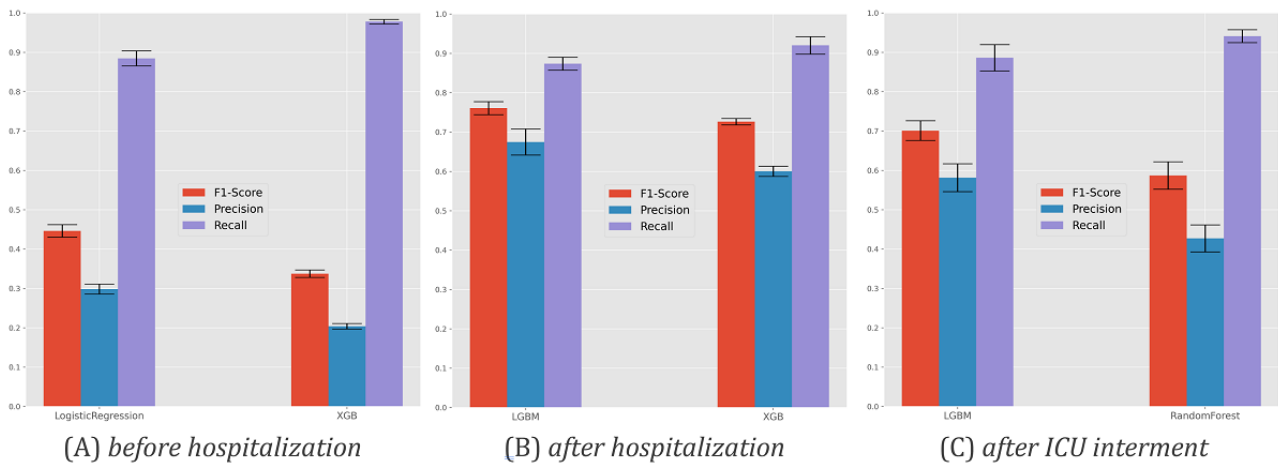 1.0
0.9
0.8
0.7
0.6
0.5
0.4
0.3
0.2
0.1
0.0
F1-Score
Precision
Recall
LogisticRegression XGB
(A) before hospitalization
1.0
0.9
0.8
0.7
0.6
0.5
0.4
0.3
0.2
0.1
0.0
F1-Score
Precision
Recall
LGBM XGB
(B) after hospitalization
1.0
0.9
0.8
0.7
0.6
0.5
0.4
0.3
0.2
0.1
0.0
F1-Score
Precision
Recall
LGBM RandomForest
(C) after ICU interment